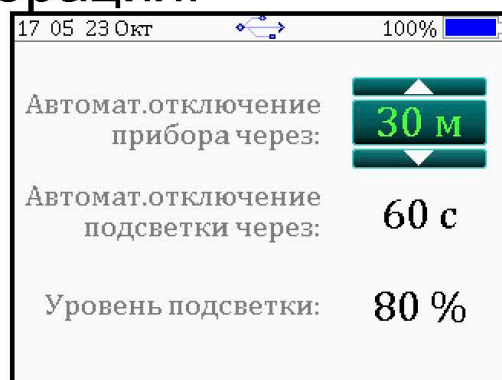 17 05 23 Окт 100%
Автомат.отключение
прибора через:
30 м
Автомат.отключение
подсветки через:
60 с
Уровень подсветки:
80 %